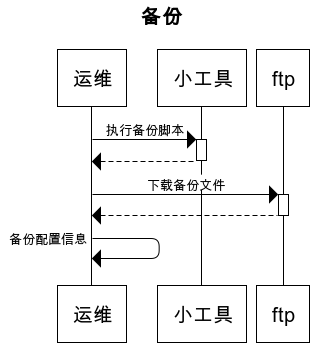 备份
运维 小工具 ftp
执行备份脚本
下载备份文件
备份配置信息
运维 小工具 ftp